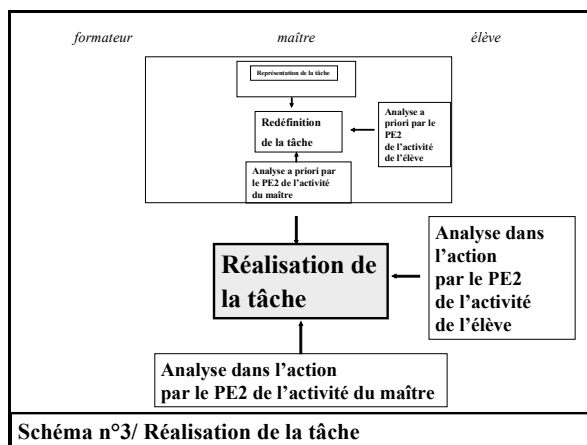 formateur maître élève
Représentation de la tâche
Redéfinition
de la tâche
Analyse a
priori par le
PE2
de l'activité
de l'élève
Analyse a priori par
le PE2 de l'activité
du maître
Réalisation de
la tâche
Analyse dans
l'action
par le PE2
de l'activité
de l'élève
Analyse dans l'action
par le PE2 de l'activité du maître
Schéma n°3/ Réalisation de la tâche